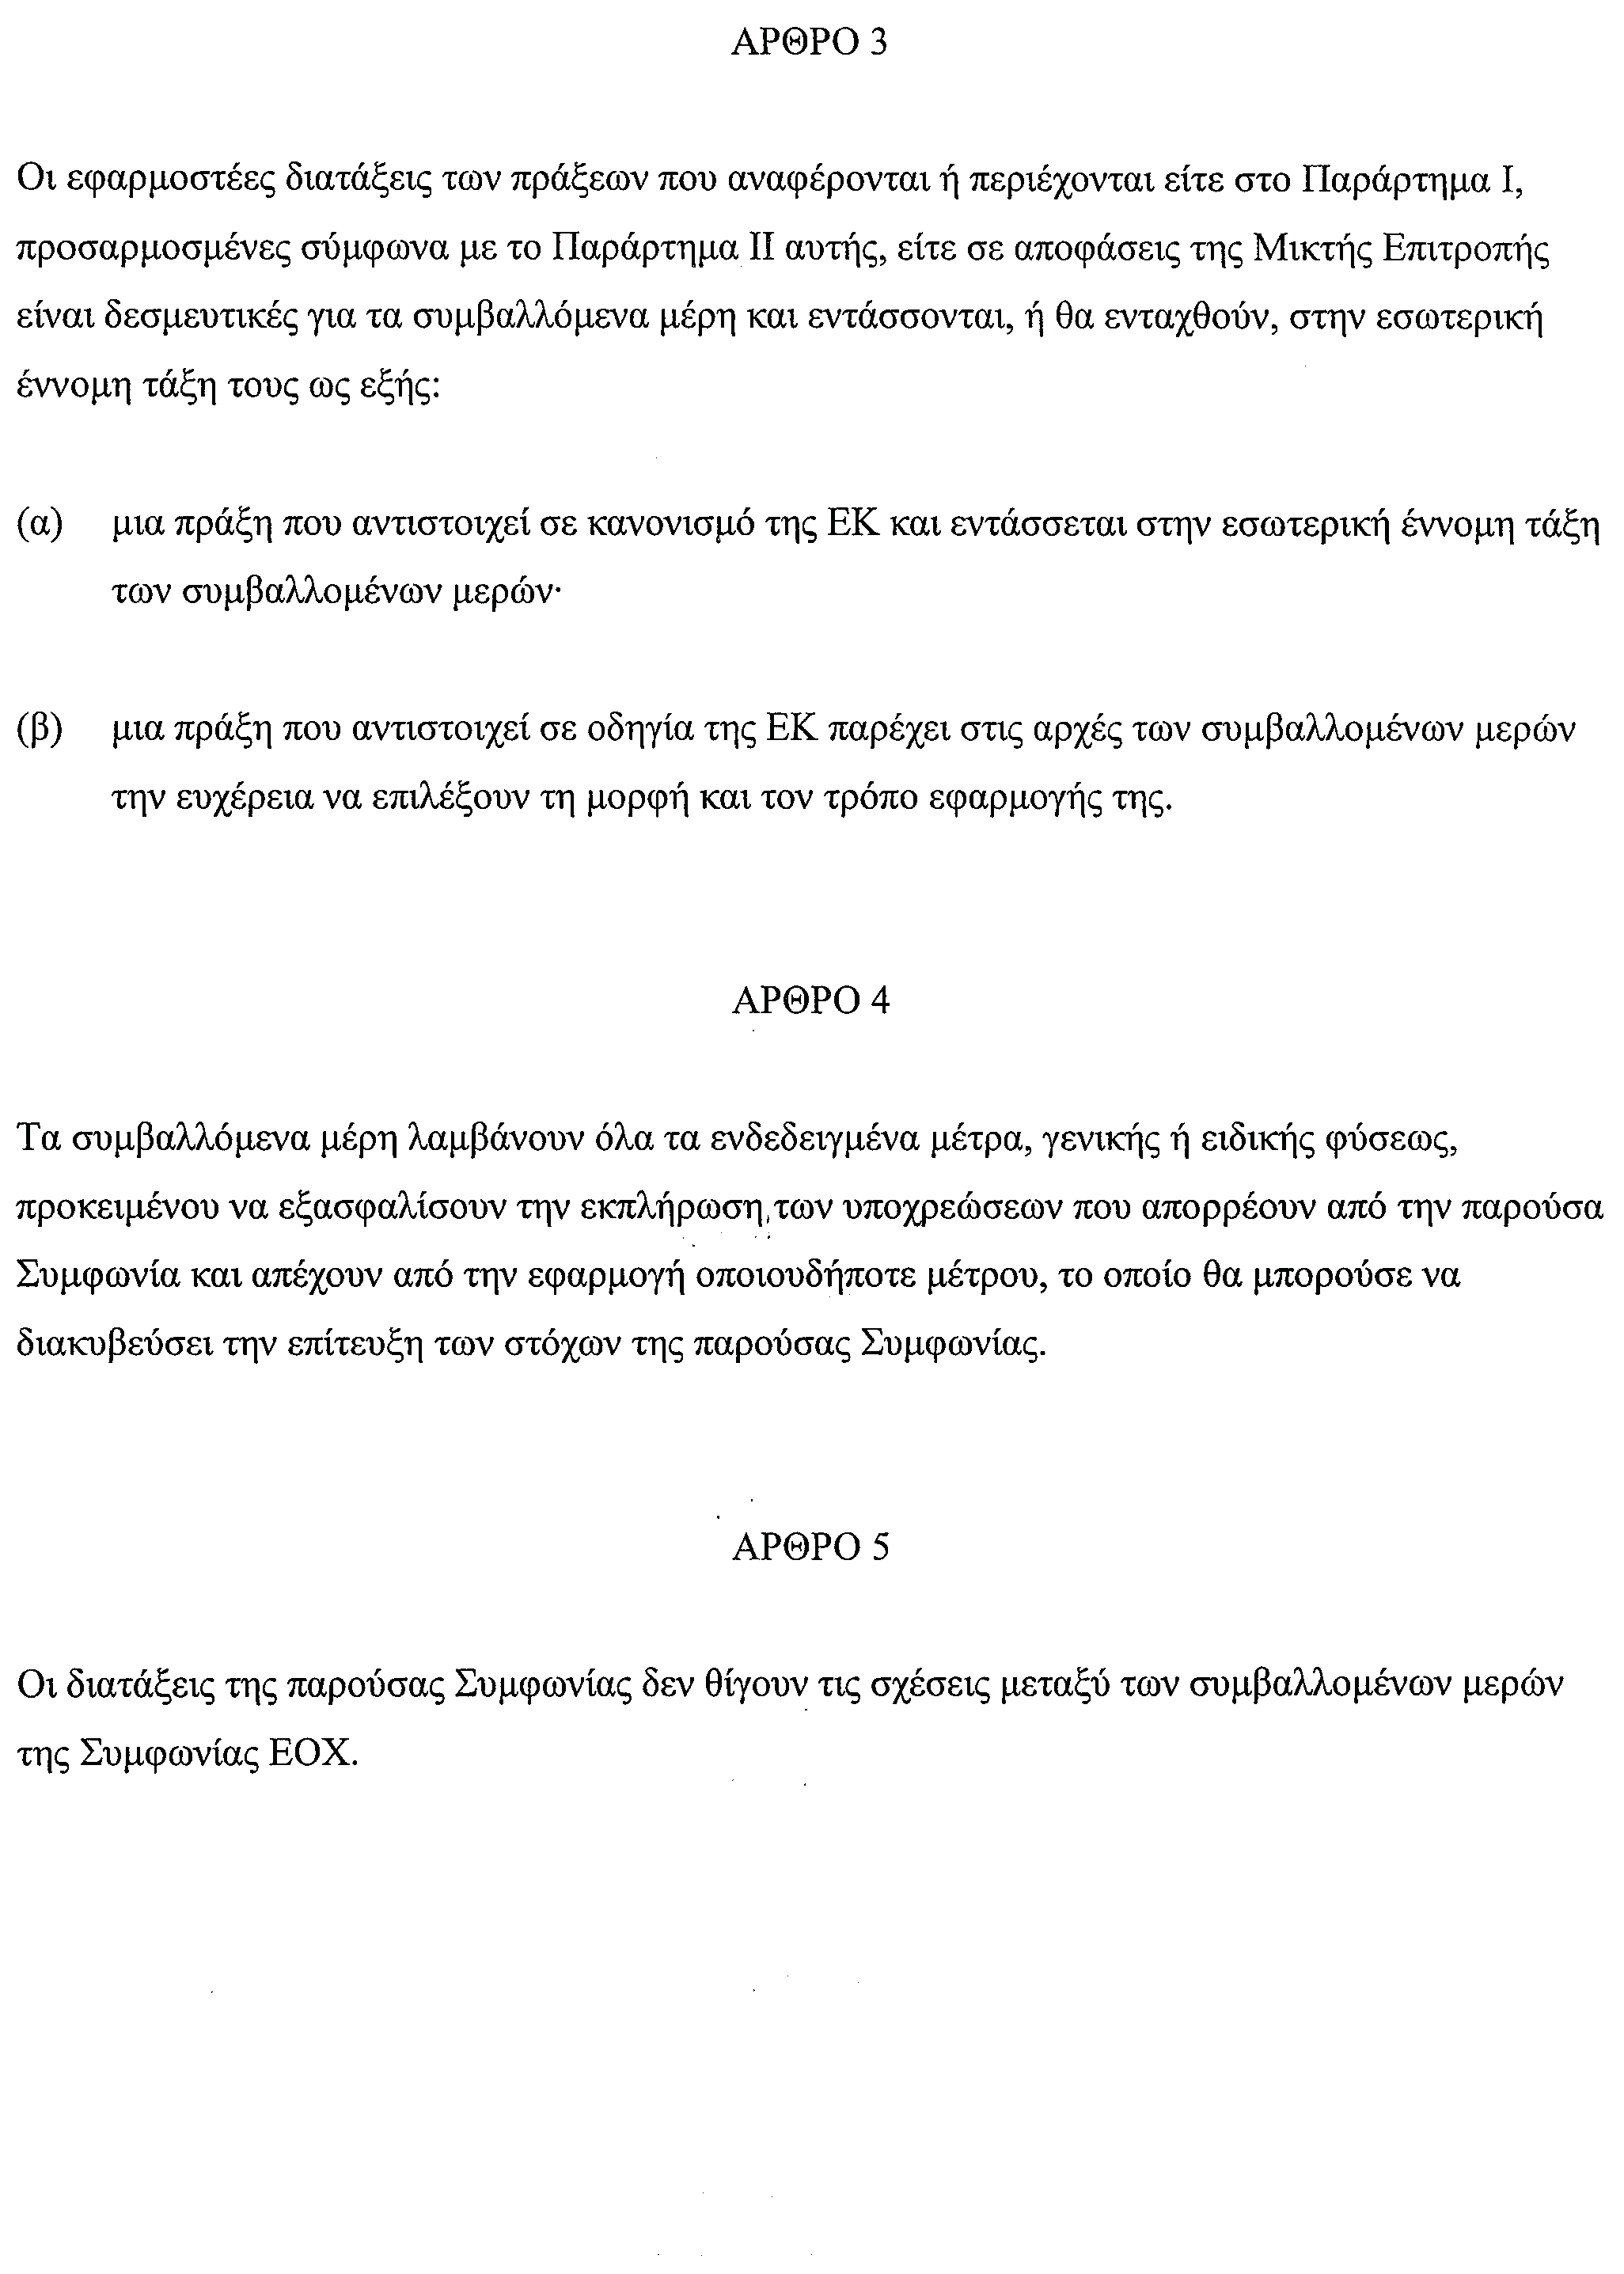 ΑΡΘΡΟ 3
Οι εφαρμοστέες διατάξεις των πράξεων που αναφέρονται ή περιέχονται είτε στο Παράρτημα Ι,
προσαρμοσμένες σύμφωνα με το Παράρτημα ΙΙ αυτής, είτε σε αποφάσεις της Μικτής Επιτροπής
είναι δεσμευτικές για τα συμβαλλόμενα μέρη και εντάσσονται, ή θα ενταχθούν, στην εσωτερική
έννομη τάξη τους ως εξής:
(α) μια πράξη που αντιστοιχεί σε κανονισμό της ΕΚ και εντάσσεται στην εσωτερική έννομη τάξη
των συμβαλλομένων μερών·
(β) μια πράξη που αντιστοιχεί σε οδηγία της ΕΚ παρέχει στις αρχές των συμβαλλομένων μερών
την ευχέρεια να επιλέξουν τη μορφή και τον τρόπο εφαρμογής της.
ΑΡΘΡΟ 4
Τα συμβαλλόμενα μέρη λαμβάνουν όλα τα ενδεδειγμένα μέτρα, γενικής ή ειδικής φύσεως,
προκειμένου να εξασφαλίσουν την εκπλήρωση των υποχρεώσεων που απορρέουν από την παρούσα
Συμφωνία και απέχουν από την εφαρμογή οποιουδήποτε μέτρου, το οποίο θα μπορούσε να
διακυβεύσει την επίτευξη των στόχων της παρούσας Συμφωνίας.
ΑΡΘΡΟ 5
Οι διατάξεις της παρούσας Συμφωνίας δεν θίγουν τις σχέσεις μεταξύ των συμβαλλομένων μερών
της Συμφωνίας ΕΟΧ.